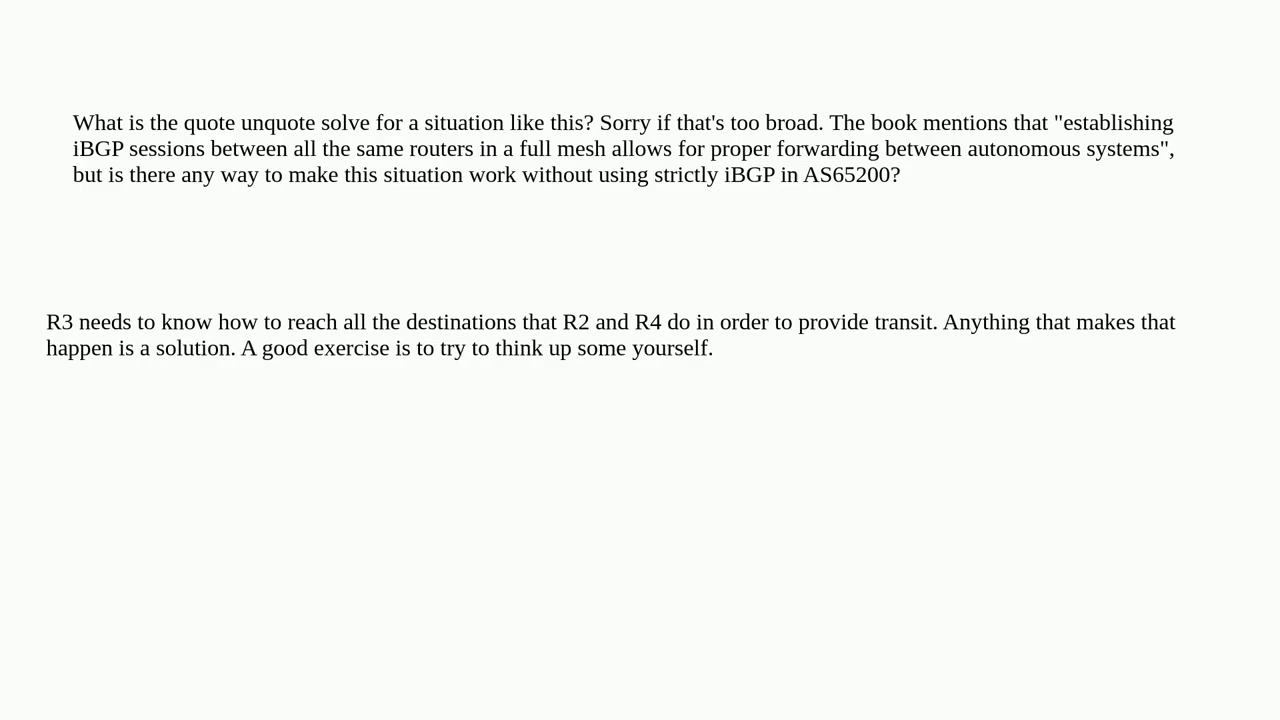 What is the quote unquote solve for a situation like this? Sorry if that's too broad. The book mentions that "establishing
iBGP sessions between all the same routers in a full mesh allows for proper forwarding between autonomous systems",
but is there any way to make this situation work without using strictly iBGP in AS65200?
R3 needs to know how to reach all the destinations that R2 and R4 do in order to provide transit. Anything that makes that
happen is a solution. A good exercise is to try to think up some yourself.